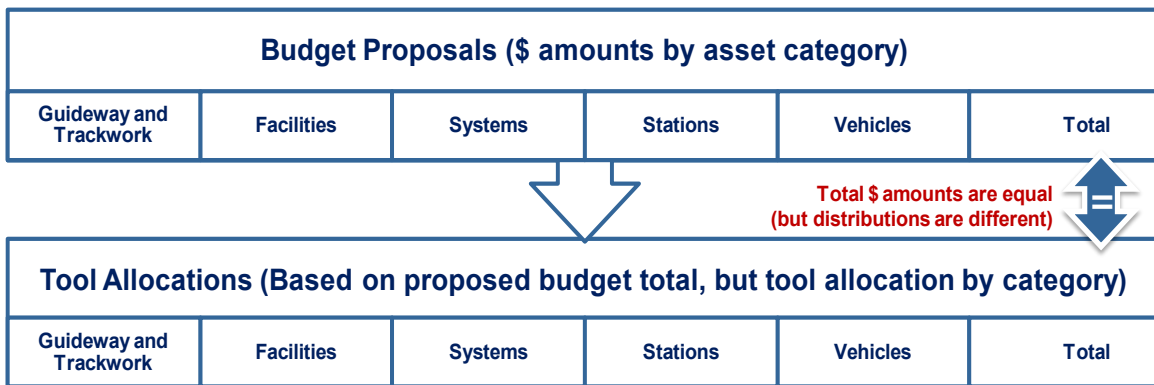 Budget Proposals ($ amounts by asset category)
Guideway and
Trackwork
Facilities
Systems
Stations
Vehicles
Total
Total $ amounts are equal
(but distributions are different)
=
Tool Allocations (Based on proposed budget total, but tool allocation by category)
Guideway and
Trackwork
Facilities
Systems
Stations
Vehicles
Total